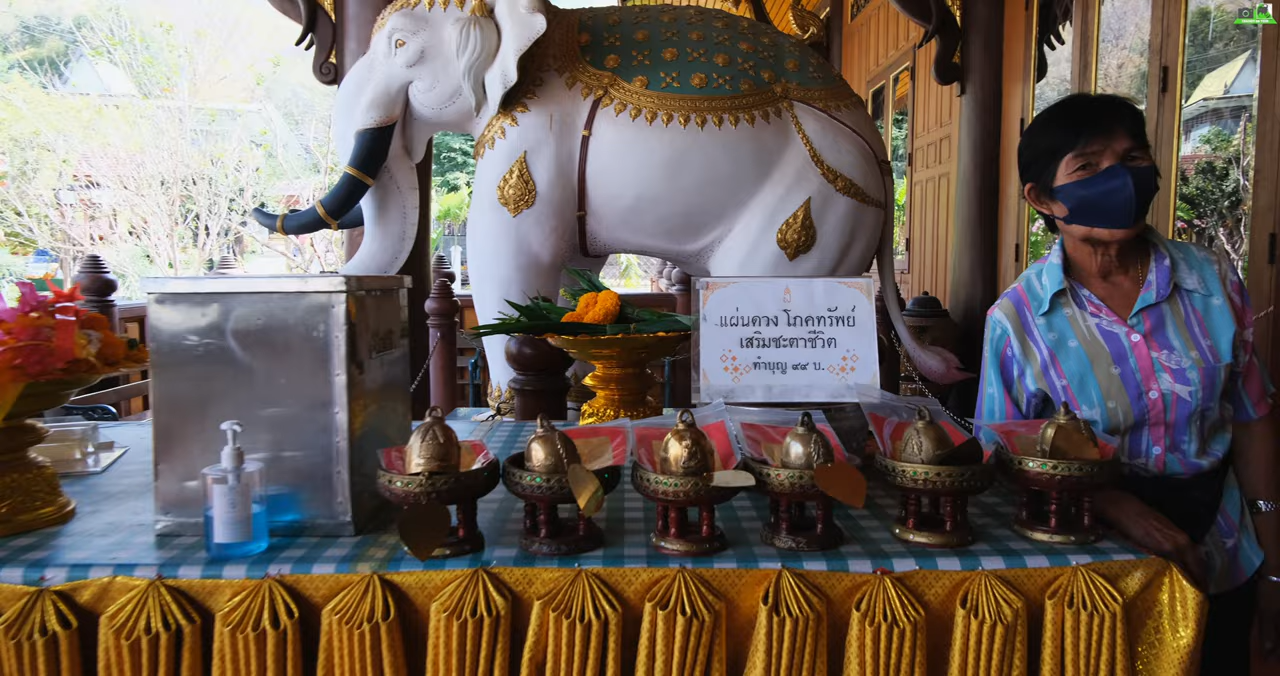 แผ่นดวง โภคทรัพย์
เสริมชะตาชีวิต
ทำบุญ ๙๙ บ.